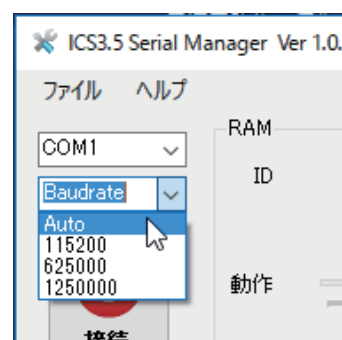 ICS3.5 Serial Manager Ver 1.0.
ファイル ヘルプ
COM1
Baudrate
Auto
115200
625000
1250000
接続
RAM
ID
動作